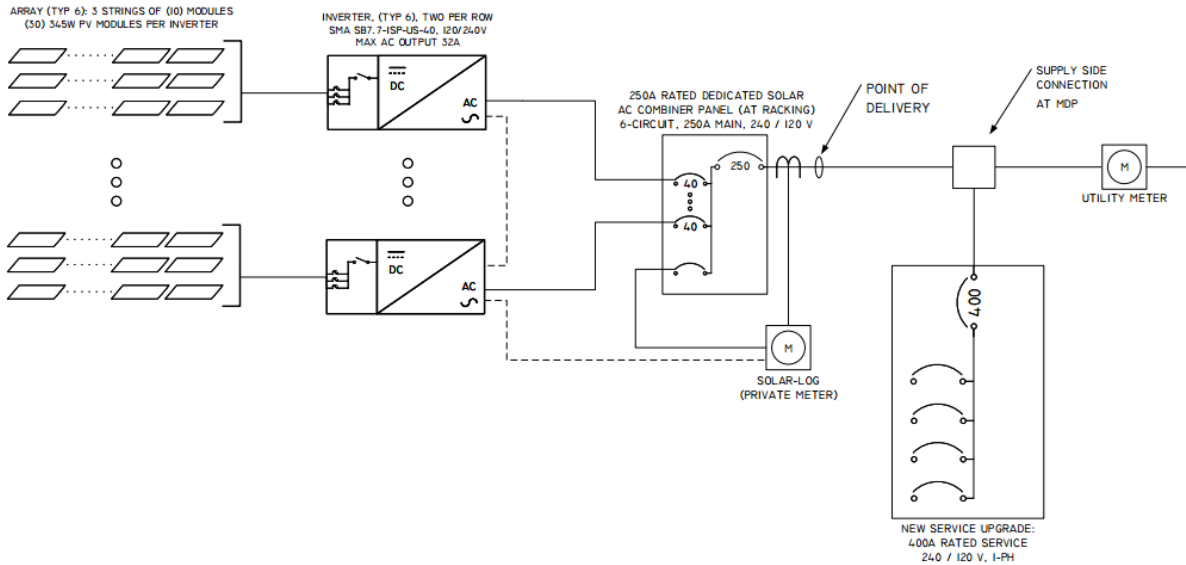 ARRAY (TYP 6): 3 STRINGS OF (10) MODULES
(30) 345W PV MODULES PER INVERTER
INVERTER, (TYP 6), TWO PER ROW
SMA SB7.7-1SP-US-40, 120/240V
MAX AC OUTPUT 32A
DC
AC
250A RATED DEDICATED SOLAR
AC COMBINER PANEL (AT RACKING)
6-CIRCUIT, 250A MAIN, 240 / 120 V
250
40
40
POINT OF
DELIVERY
SUPPLY SIDE
CONNECTION
AT MDP
M
UTILITY METER
DC
AC
M
SOLAR-LOG
(PRIVATE METER)
400
NEW SERVICE UPGRADE:
400A RATED SERVICE
240 / 120 V, 1-PH